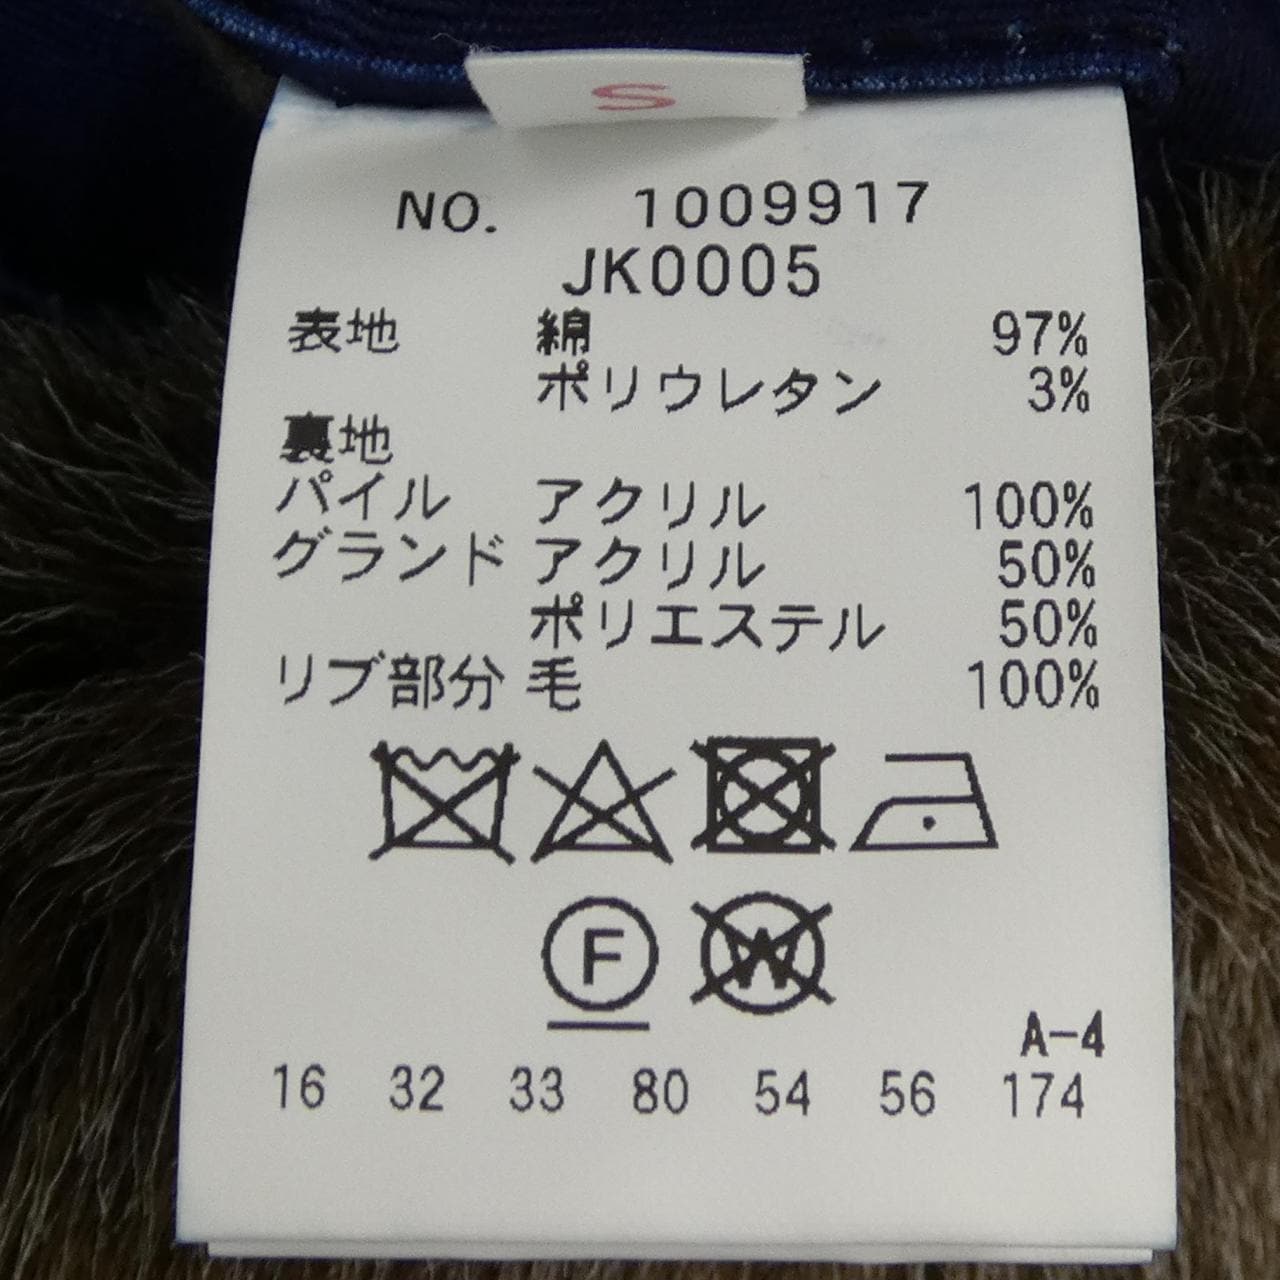 S
NO. 1009917
JK0005
表地 綿 97%
ポリウレタン 3%
裏地
パイル アクリル 100%
グランド アクリル 50%
ポリエステル 50%
リブ部分 毛 100%
F W
A-4
16 32 33 80 54 56 174